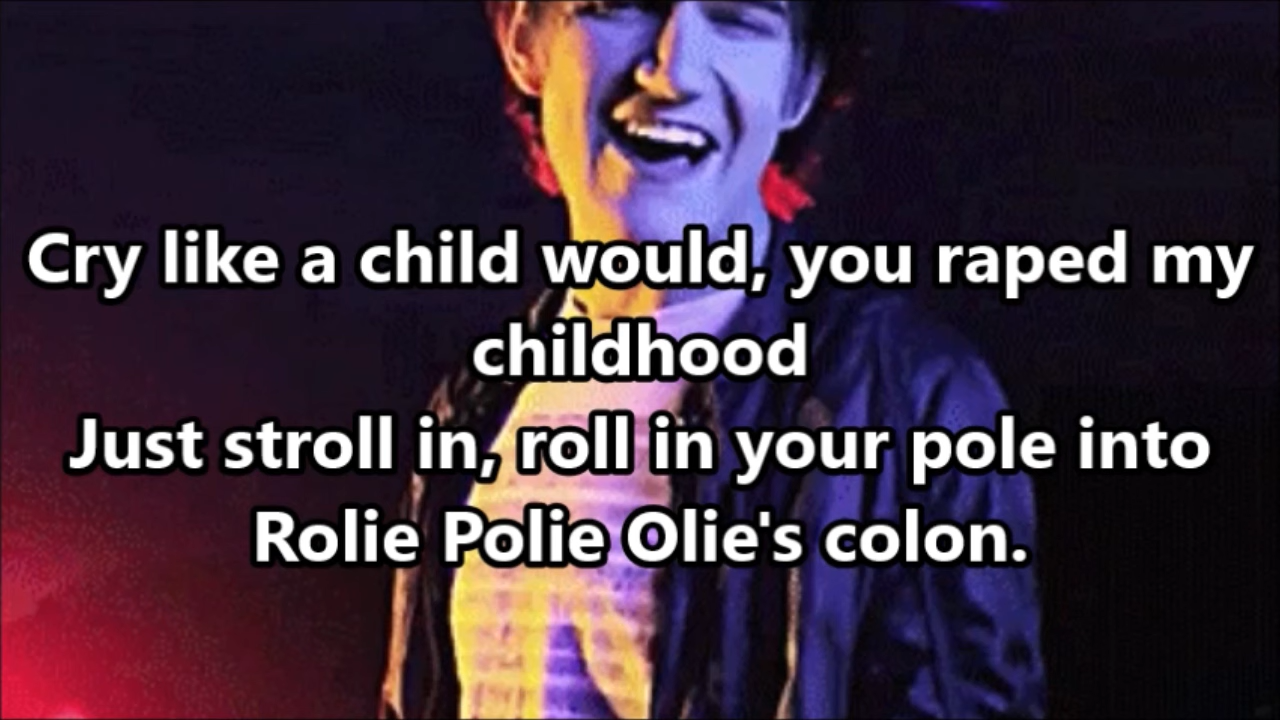 Cry like a child would, you raped my
childhood
Just stroll in, roll in your pole into
Rolie Polie Olie's colon.